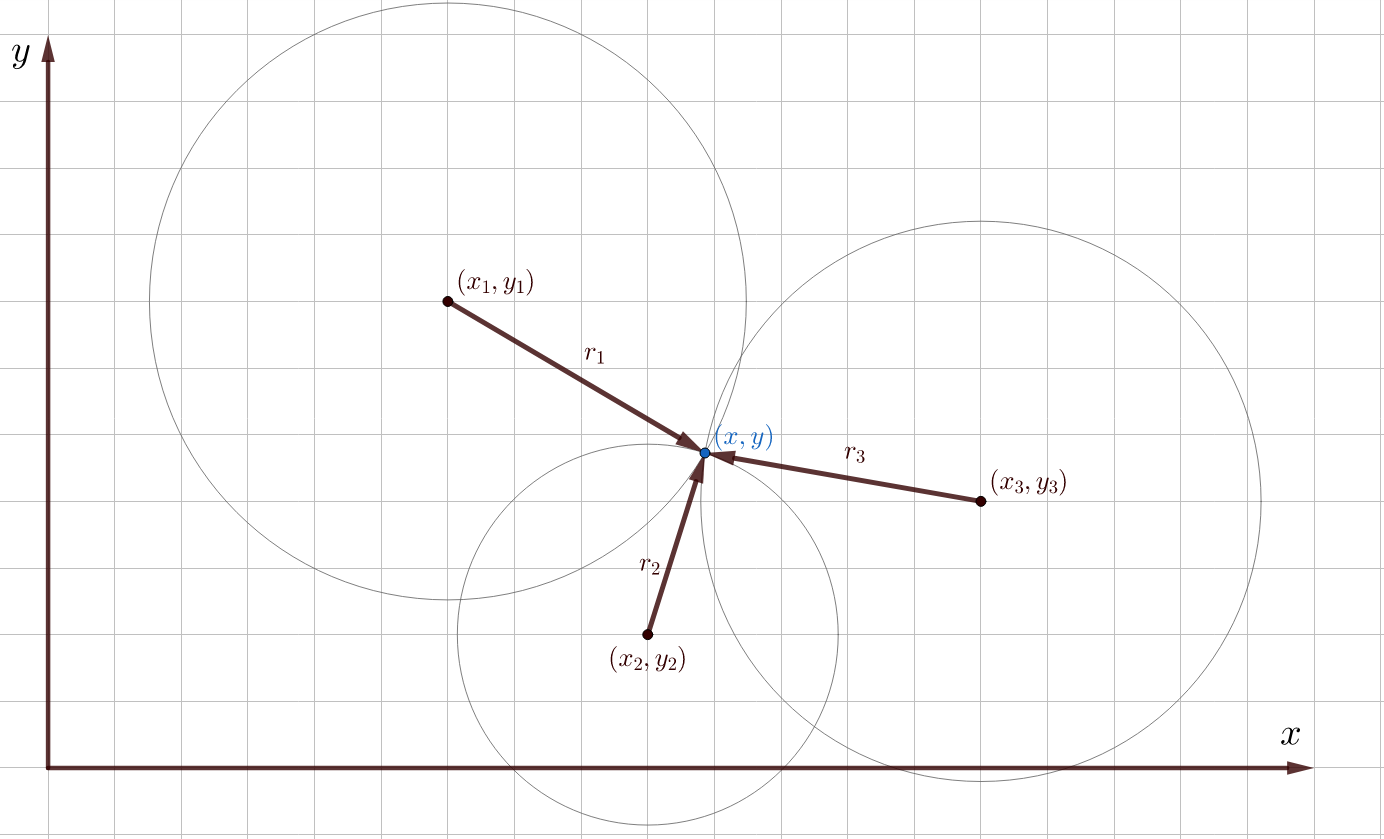 y
(x₁, y₁)
r₁
(x, y)
r₃
(x₃, y₃)
r₂
(x₂, y₂)
x